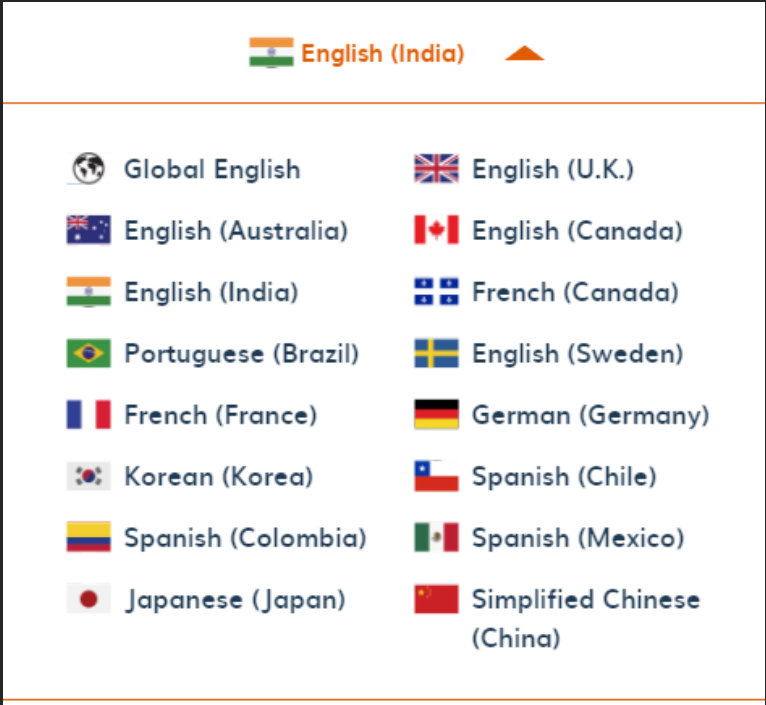 English (India)
Global English
English (U.K.)
English (Australia)
English (Canada)
English (India)
French (Canada)
Portuguese (Brazil)
English (Sweden)
French (France)
German (Germany)
Korean (Korea)
Spanish (Chile)
Spanish (Colombia)
Spanish (Mexico)
Japanese (Japan)
Simplified Chinese
(China)